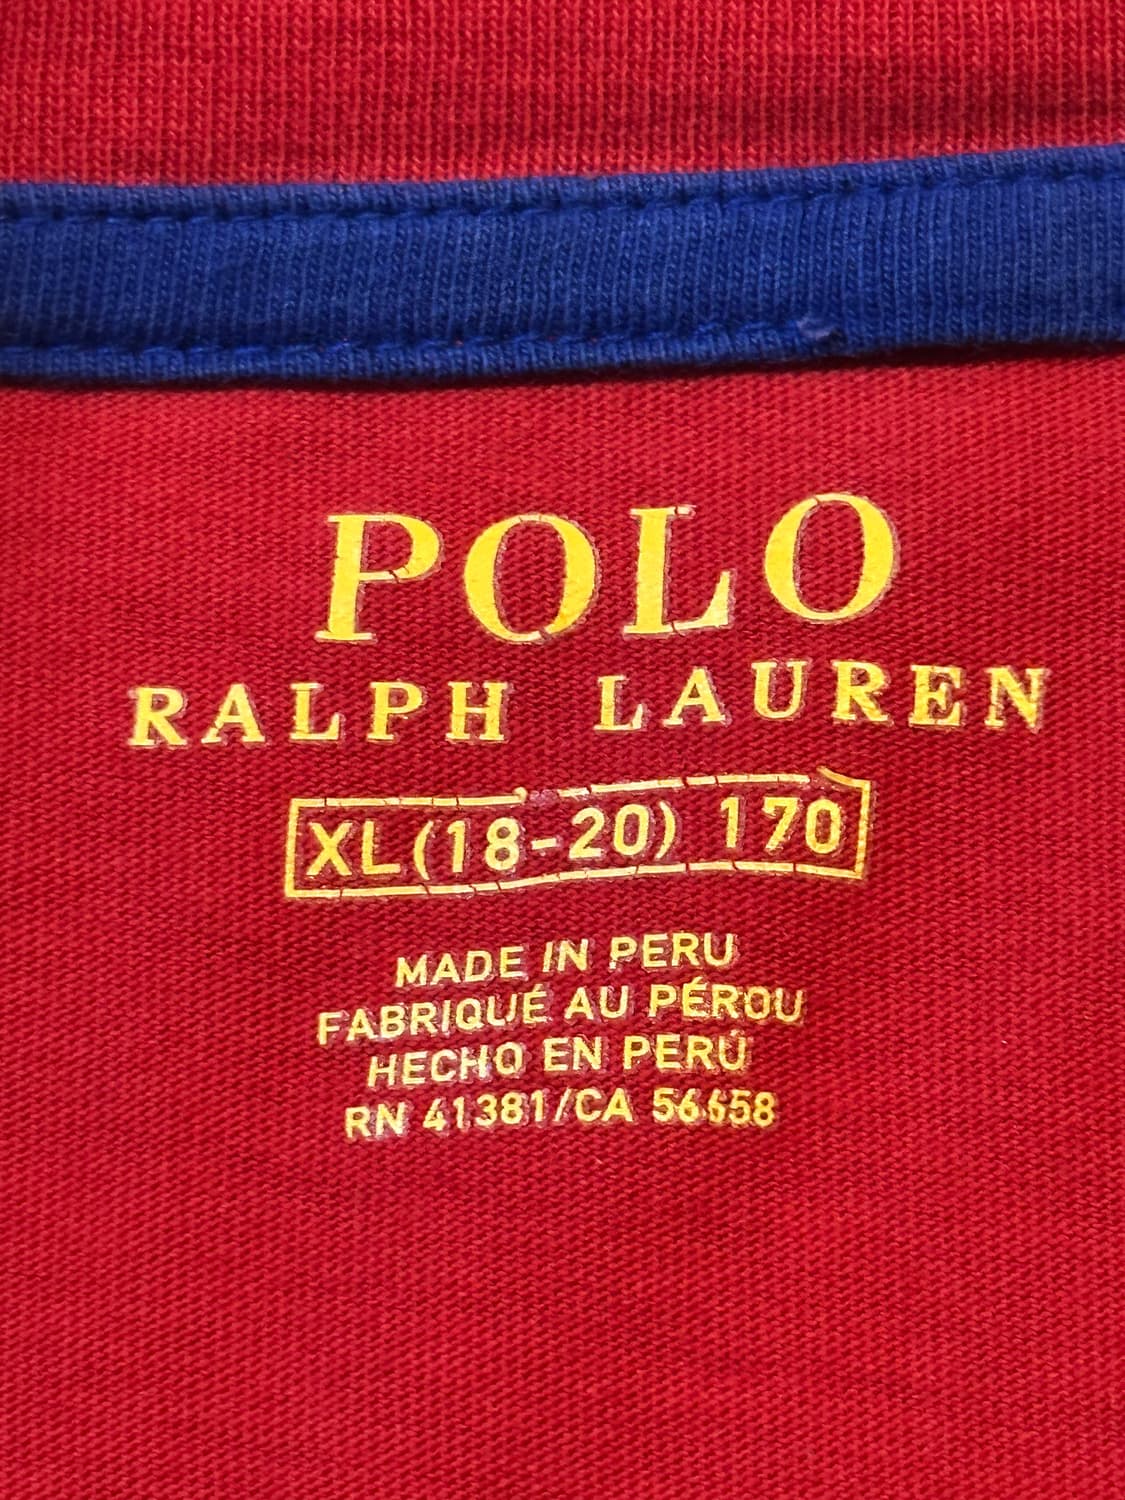 POLO
RALPH LAUREN
XL(18-20) 170
MADE IN PERU
FABRIQUÉ AU PÉROU
HECHO EN PERÚ
RN 41381/CA 56658